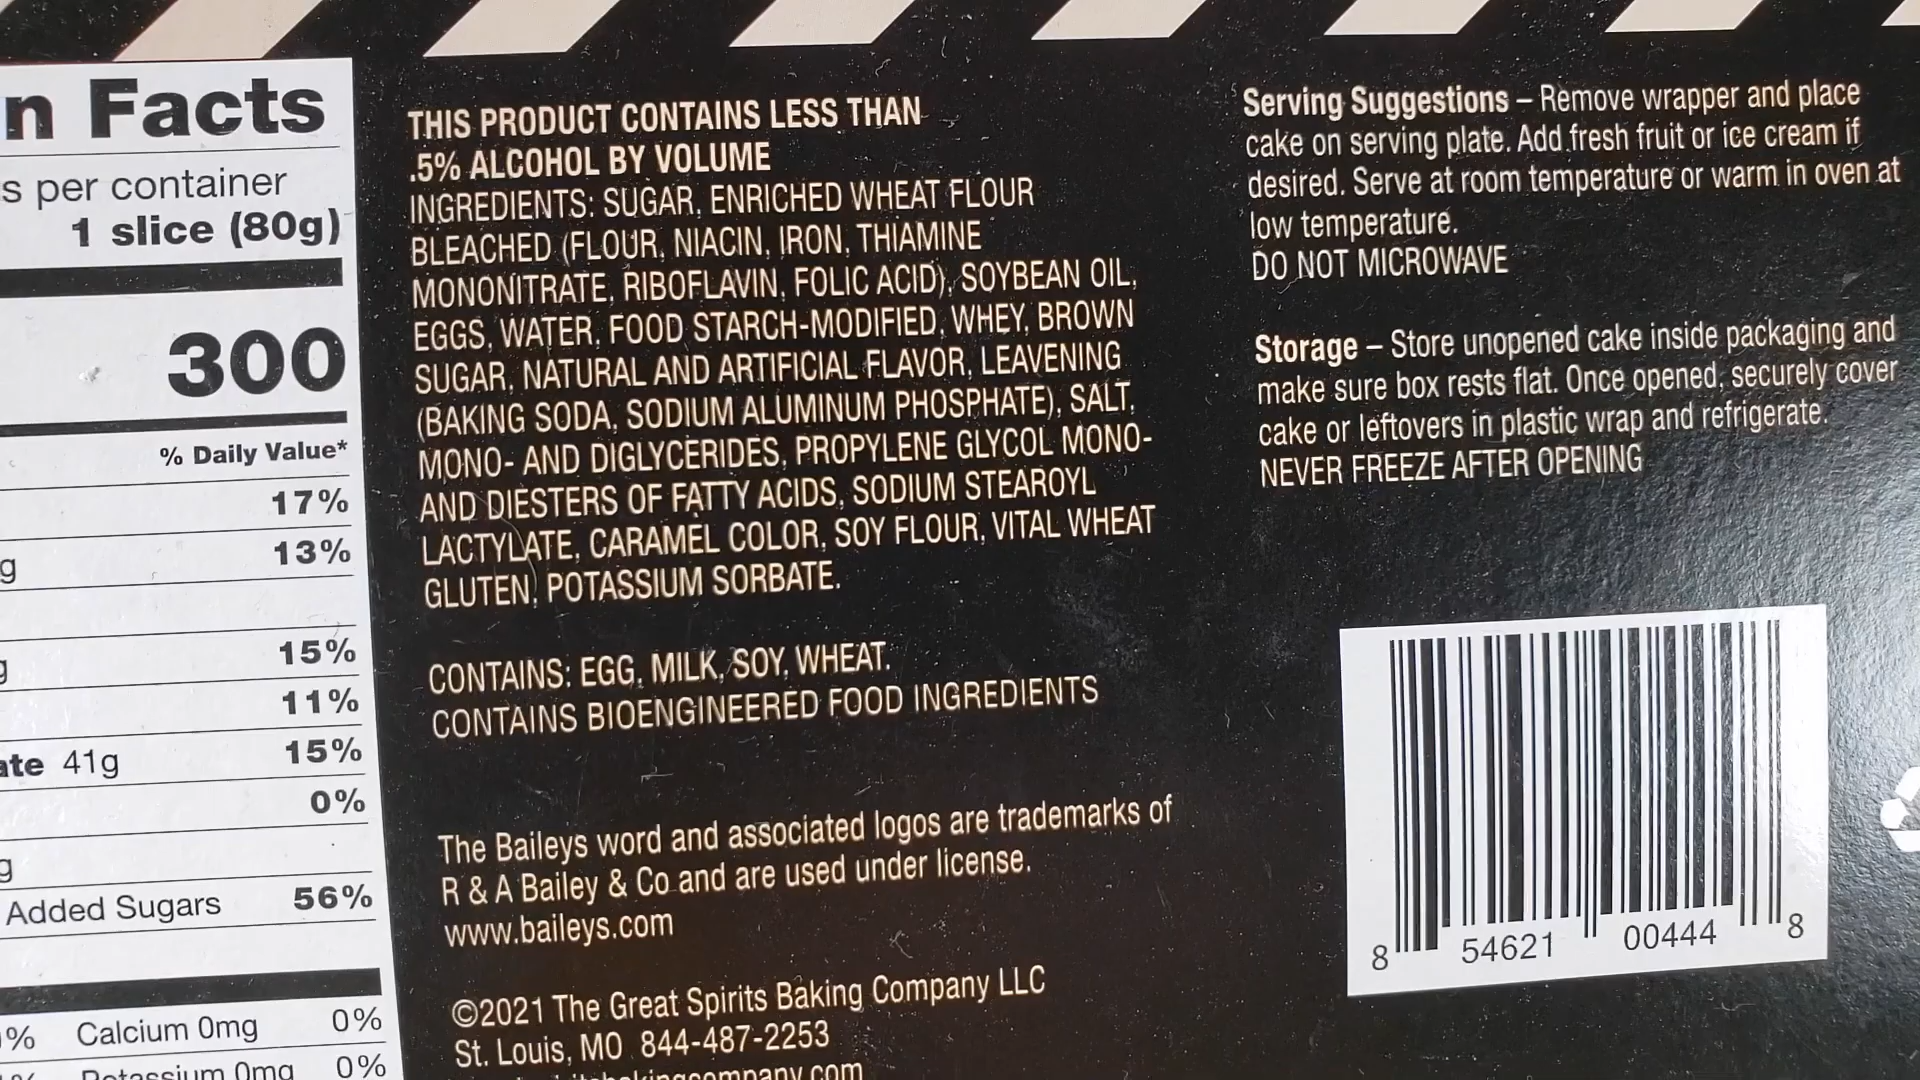 n Facts
s per container
1 slice (80g)
300
% Daily Value*
17%
g 13%
g 15%
11%
ate 41g 15%
0%
g
Added Sugars 56%
% Calcium 0mg 0%
Potassium 0mg 0%
THIS PRODUCT CONTAINS LESS THAN
.5% ALCOHOL BY VOLUME
INGREDIENTS: SUGAR, ENRICHED WHEAT FLOUR
BLEACHED (FLOUR, NIACIN, IRON, THIAMINE
MONONITRATE, RIBOFLAVIN, FOLIC ACID), SOYBEAN OIL,
EGGS, WATER, FOOD STARCH-MODIFIED, WHEY, BROWN
SUGAR, NATURAL AND ARTIFICIAL FLAVOR, LEAVENING
(BAKING SODA, SODIUM ALUMINUM PHOSPHATE), SALT,
MONO- AND DIGLYCERIDES, PROPYLENE GLYCOL MONO-
AND DIESTERS OF FATTY ACIDS, SODIUM STEAROYL
LACTYLATE, CARAMEL COLOR, SOY FLOUR, VITAL WHEAT
GLUTEN, POTASSIUM SORBATE.
CONTAINS: EGG, MILK, SOY, WHEAT.
CONTAINS BIOENGINEERED FOOD INGREDIENTS
The Baileys word and associated logos are trademarks of
R & A Bailey & Co and are used under license.
www.baileys.com
©2021 The Great Spirits Baking Company LLC
St. Louis, MO 844-487-2253
Serving Suggestions – Remove wrapper and place
cake on serving plate. Add fresh fruit or ice cream if
desired. Serve at room temperature or warm in oven at
low temperature.
DO NOT MICROWAVE
Storage – Store unopened cake inside packaging and
make sure box rests flat. Once opened, securely cover
cake or leftovers in plastic wrap and refrigerate.
NEVER FREEZE AFTER OPENING
8 54621 00444 8